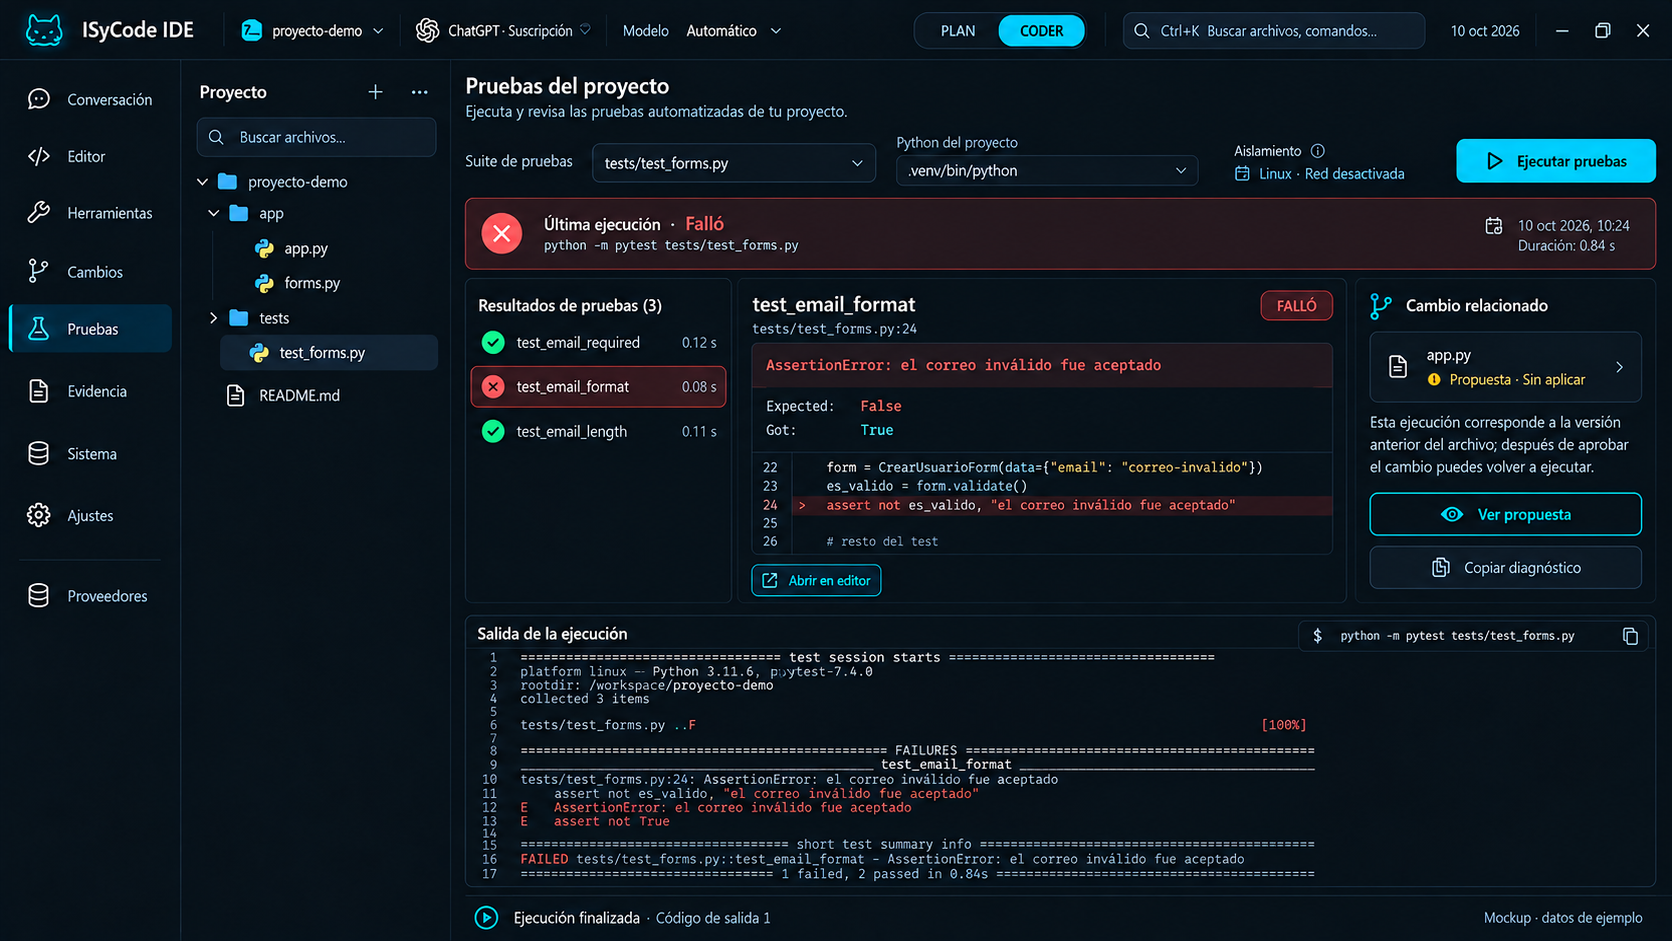 ISyCode IDE
proyecto-demo
ChatGPT · Suscripción
Modelo Automático
PLAN CODER
Ctrl+K Buscar archivos, comandos...
10 oct 2026
Conversación
Editor
Herramientas
Cambios
Pruebas
Evidencia
Sistema
Ajustes
Proveedores
Proyecto
Buscar archivos...
proyecto-demo
app
app.py
forms.py
tests
test_forms.py
README.md
Pruebas del proyecto
Ejecuta y revisa las pruebas automatizadas de tu proyecto.
Suite de pruebas
tests/test_forms.py
Python del proyecto
.venv/bin/python
Aislamiento
Linux · Red desactivada
Ejecutar pruebas
Última ejecución · Falló
python -m pytest tests/test_forms.py
10 oct 2026, 10:24
Duración: 0.84 s
Resultados de pruebas (3)
test_email_required 0.12 s
test_email_format 0.08 s
test_email_length 0.11 s
test_email_format
FALLÓ
tests/test_forms.py:24
AssertionError: el correo inválido fue aceptado
Expected: False
Got: True
22 form = CrearUsuarioForm(data={"email": "correo-invalido"})
23 es_valido = form.validate()
24 > assert not es_valido, "el correo inválido fue aceptado"
25
26 # resto del test
Abrir en editor
Cambio relacionado
app.py
Propuesta · Sin aplicar
Esta ejecución corresponde a la versión
anterior del archivo; después de aprobar
el cambio puedes volver a ejecutar.
Ver propuesta
Copiar diagnóstico
Salida de la ejecución
$ python -m pytest tests/test_forms.py
1 ================================== test session starts ==================================
2 platform linux — Python 3.11.6,
3 rootdir: /workspace/proyecto-demo
4 collected 3 items
5
6 tests/test_forms.py ..F [100%]
7
8 ================================================ FAILURES ==============================================
9 ______________________________________________ test_email_format ______________________________________
10 tests/test_forms.py:24: AssertionError: el correo inválido fue aceptado
11 assert not es_valido, "el correo inválido fue aceptado"
12 E AssertionError: el correo inválido fue aceptado
13 E assert not True
14
15 =================================== short test summary info ============================================
16 FAILED tests/test_forms.py::test_email_format - AssertionError: el correo inválido fue aceptado
17 ================================= 1 failed, 2 passed in 0.84s ==========================================
Ejecución finalizada · Código de salida 1
Mockup · datos de ejemplo